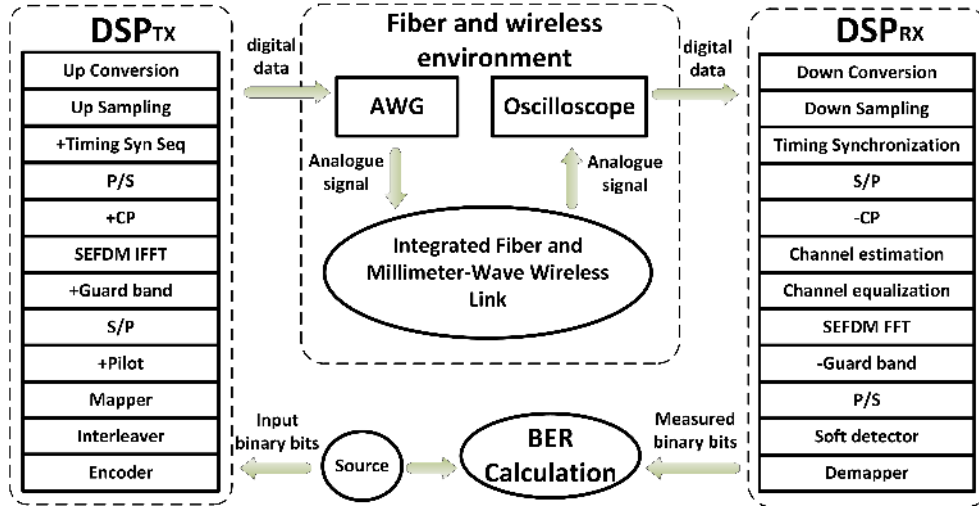 DSPTX
Up Conversion
Up Sampling
+Timing Syn Seq
P/S
+CP
SEFDM IFFT
+Guard band
S/P
+Pilot
Mapper
Interleaver
Encoder
digital
data
Fiber and wireless
environment
AWG
Oscilloscope
Analogue
signal
Analogue
signal
Integrated Fiber and
Millimeter-Wave Wireless
Link
digital
data
Input
binary bits
Source
BER
Calculation
Measured
binary bits
DSPRX
Down Conversion
Down Sampling
Timing Synchronization
S/P
-CP
Channel estimation
Channel equalization
SEFDM FFT
-Guard band
P/S
Soft detector
Demapper